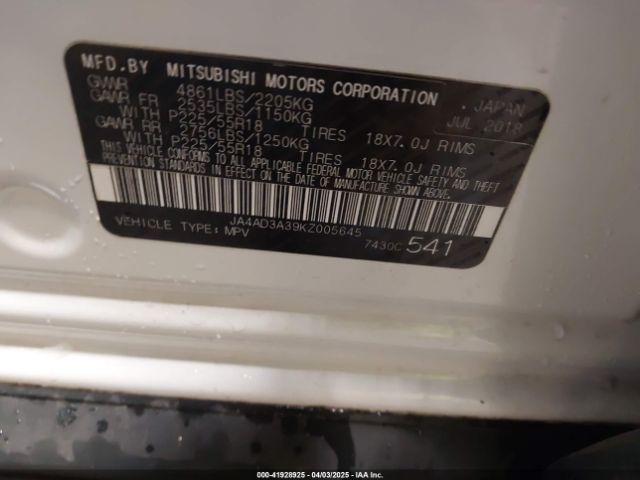 MFD. BY MITSUBISHI MOTORS CORPORATION, JAPAN
GVWR 4861LBS/2205KG JUL 2018
GAWR FR 2535LBS/1150KG
WITH P225/55R18 TIRES 18X7.0J RIMS
GAWR RR 2756LBS/1250KG
WITH P225/55R18 TIRES 18X7.0J RIMS
THIS VEHICLE CONFORMS TO ALL APPLICABLE FEDERAL MOTOR VEHICLE SAFETY AND THEFT
PREVENTION STANDARDS IN EFFECT ON THE DATE OF MANUFACTURE SHOWN ABOVE.
JA4AD3A39KZ005645
VEHICLE TYPE: MPV 7430C 541
000-41928925 04/03/2025 IAAI.COM